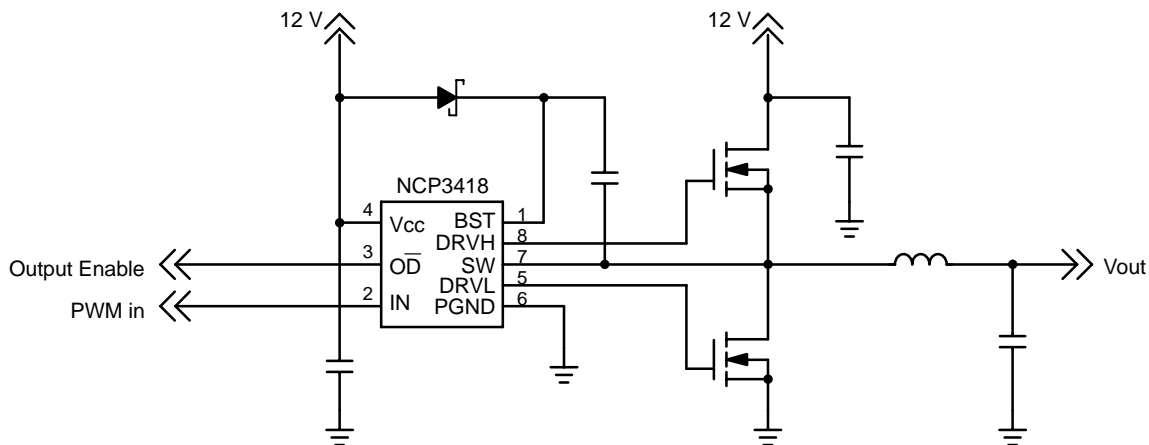 12 V
12 V
NCP3418
4
Vcc
BST
1
DRVH
8
Output Enable
3
OD̅
SW
7
Vout
DRVL
5
PWM in
2
IN
PGND
6